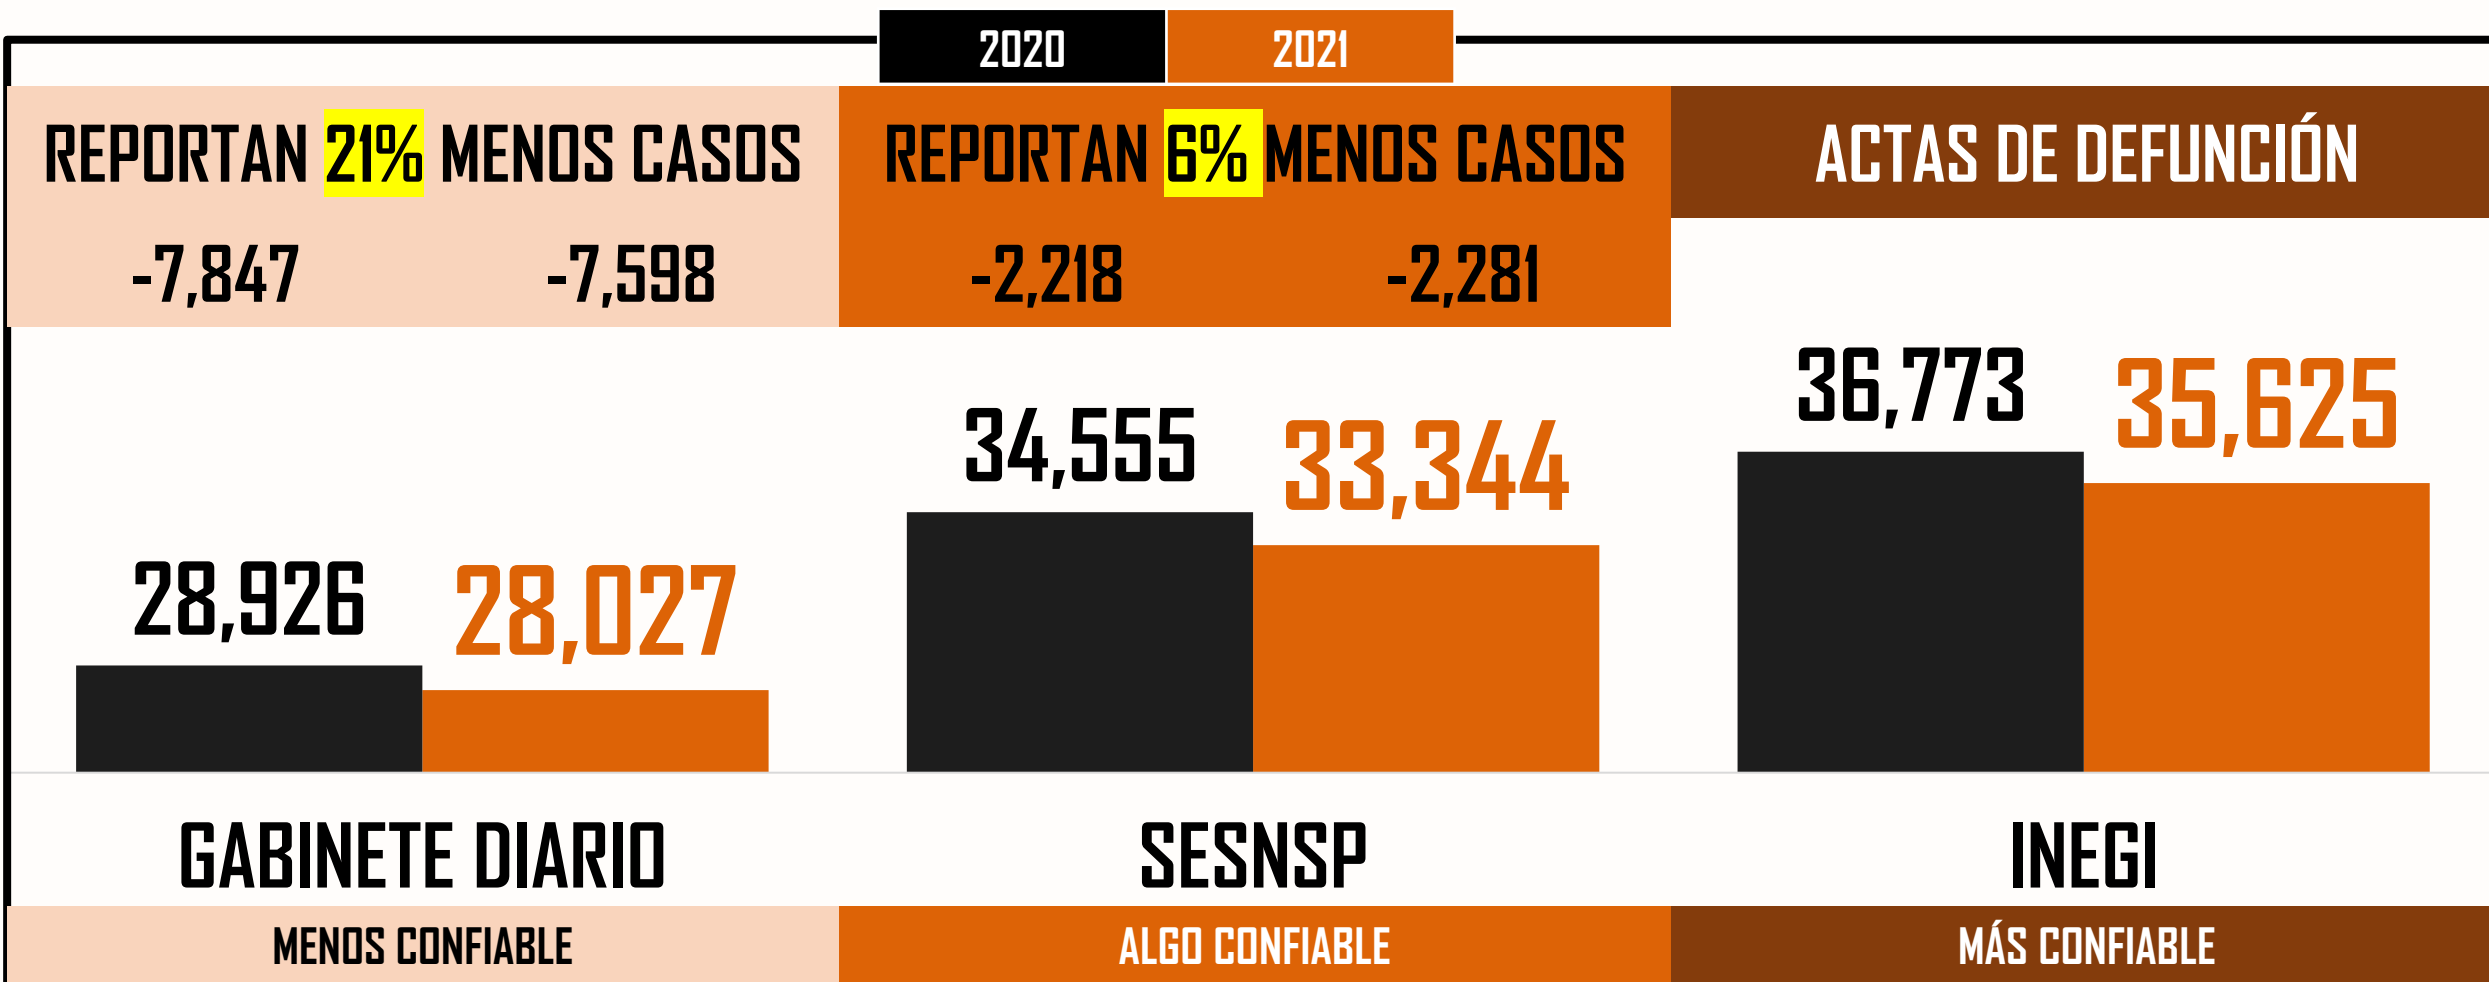 2020 2021
REPORTAN 21% MENOS CASOS
-7,847 -7,598
REPORTAN 6% MENOS CASOS
-2,218 -2,281
ACTAS DE DEFUNCIÓN
28,926 28,027
34,555 33,344
36,773 35,625
GABINETE DIARIO
SESNSP
INEGI
MENOS CONFIABLE
ALGO CONFIABLE
MÁS CONFIABLE